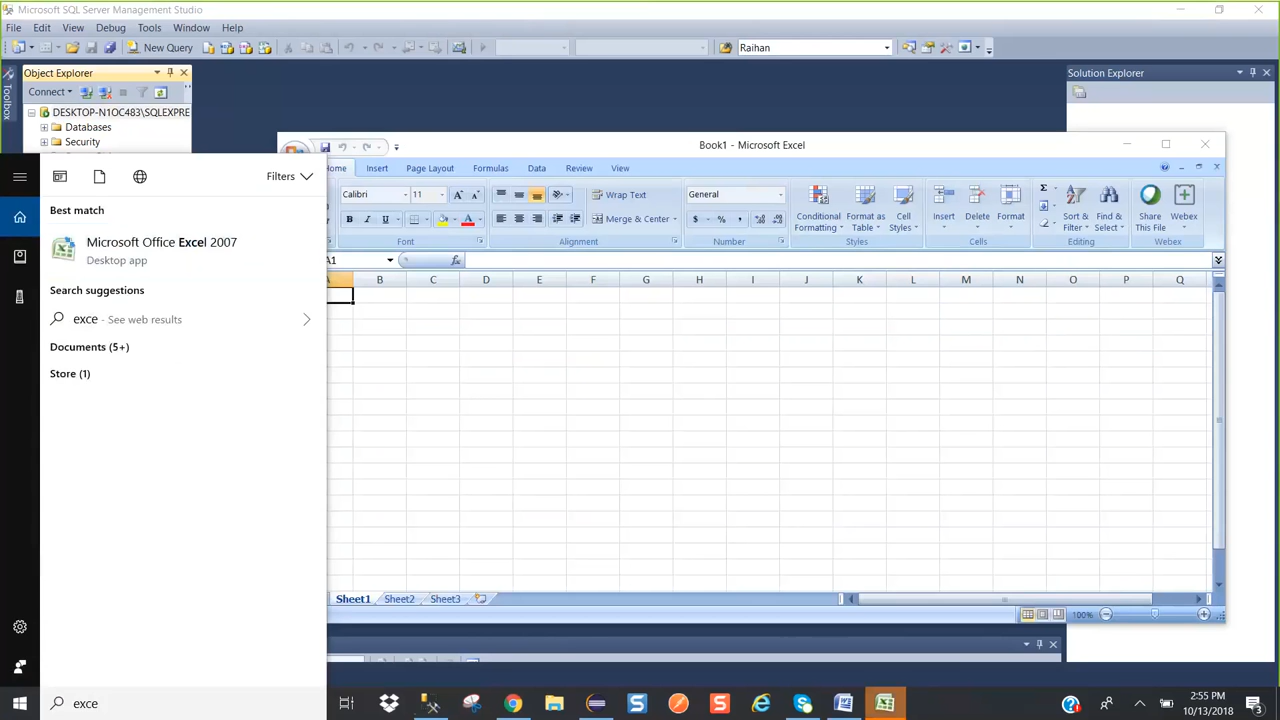 Microsoft SQL Server Management Studio
File Edit View Debug Tools Window Help
New Query Raihan
Object Explorer
Solution Explorer
Toolbox
Connect
DESKTOP-N1OC483\SQLEXPRE
Databases
Security
Book1 - Microsoft Excel
Home Insert Page Layout Formulas Data Review View
Calibri 11 Wrap Text General
Merge & Center $ % ,
B I U
Conditional Formatting
Format as Table
Cell Styles
Insert Delete Format
Sort & Filter
Find & Select
Share This File
Webex
Font Alignment Number Styles Cells Editing Webex
A1 fx
B C D E F G H I J K L M N O P Q
Filters
Best match
Microsoft Office Excel 2007
Desktop app
Search suggestions
exce - See web results
Documents (5+)
Store (1)
Sheet1 Sheet2 Sheet3
100%
exce
2:55 PM
10/13/2018
3